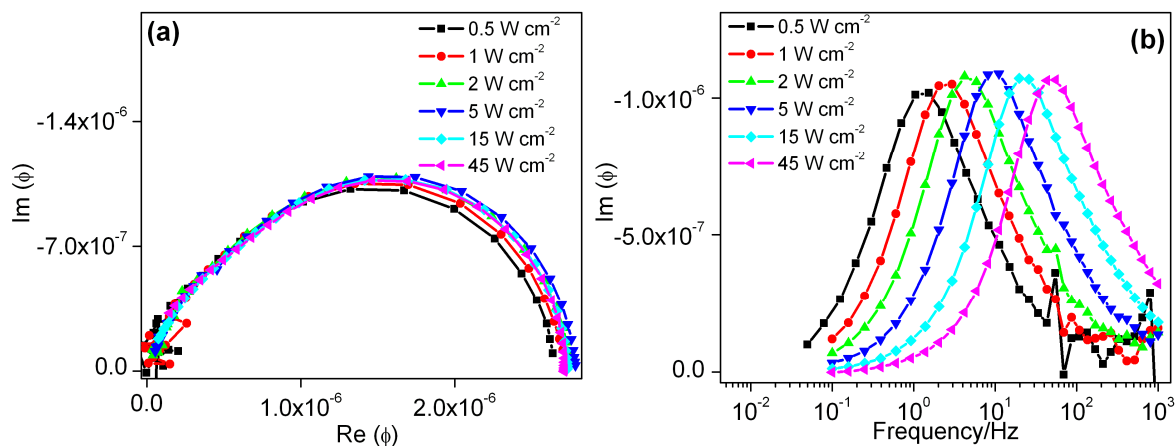 (a)
0.5 W cm-2
1 W cm-2
2 W cm-2
5 W cm-2
15 W cm-2
45 W cm-2
-1.4x10-6
-7.0x10-7
0.0
Im (ϕ)
0.0
1.0x10-6
2.0x10-6
Re (ϕ)
(b)
0.5 W cm-2
1 W cm-2
2 W cm-2
5 W cm-2
15 W cm-2
45 W cm-2
-1.0x10-6
-5.0x10-7
0.0
Im (ϕ)
10-2
10-1
100
101
102
103
Frequency/Hz